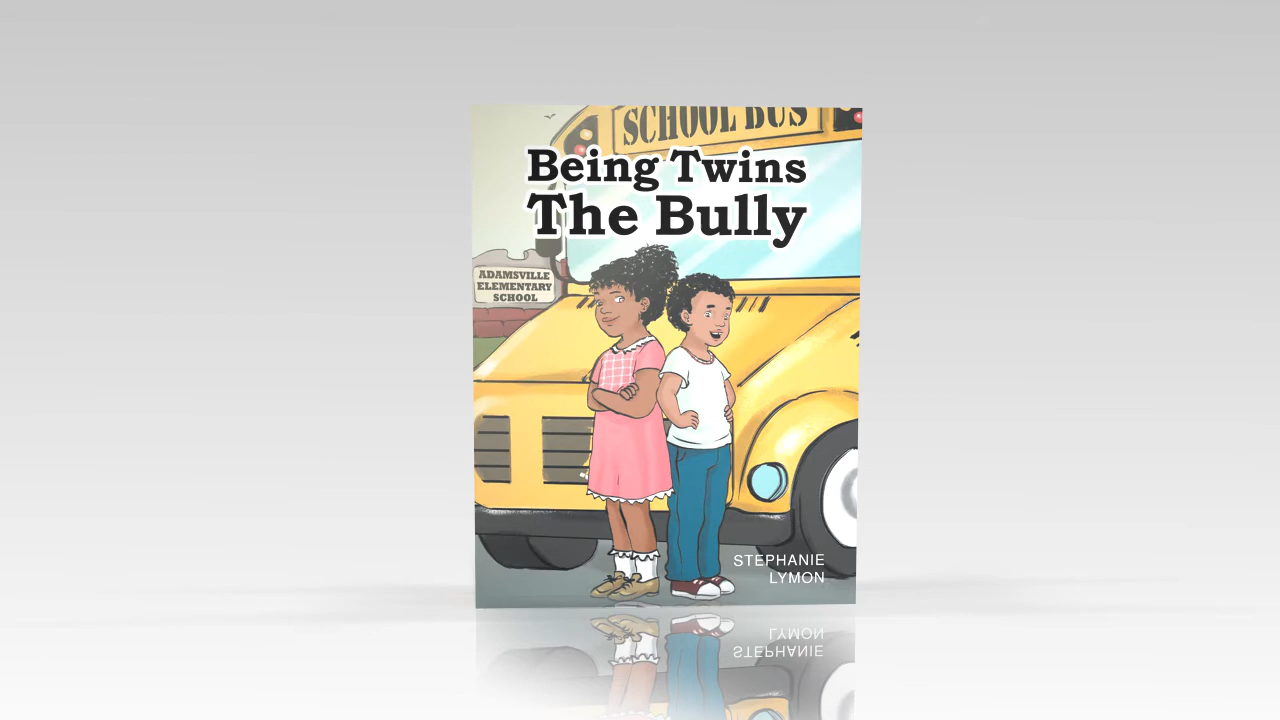 SCHOOL BUS
Being Twins
The Bully
ADAMSVILLE
ELEMENTARY
SCHOOL
STEPHANIE
LYMON